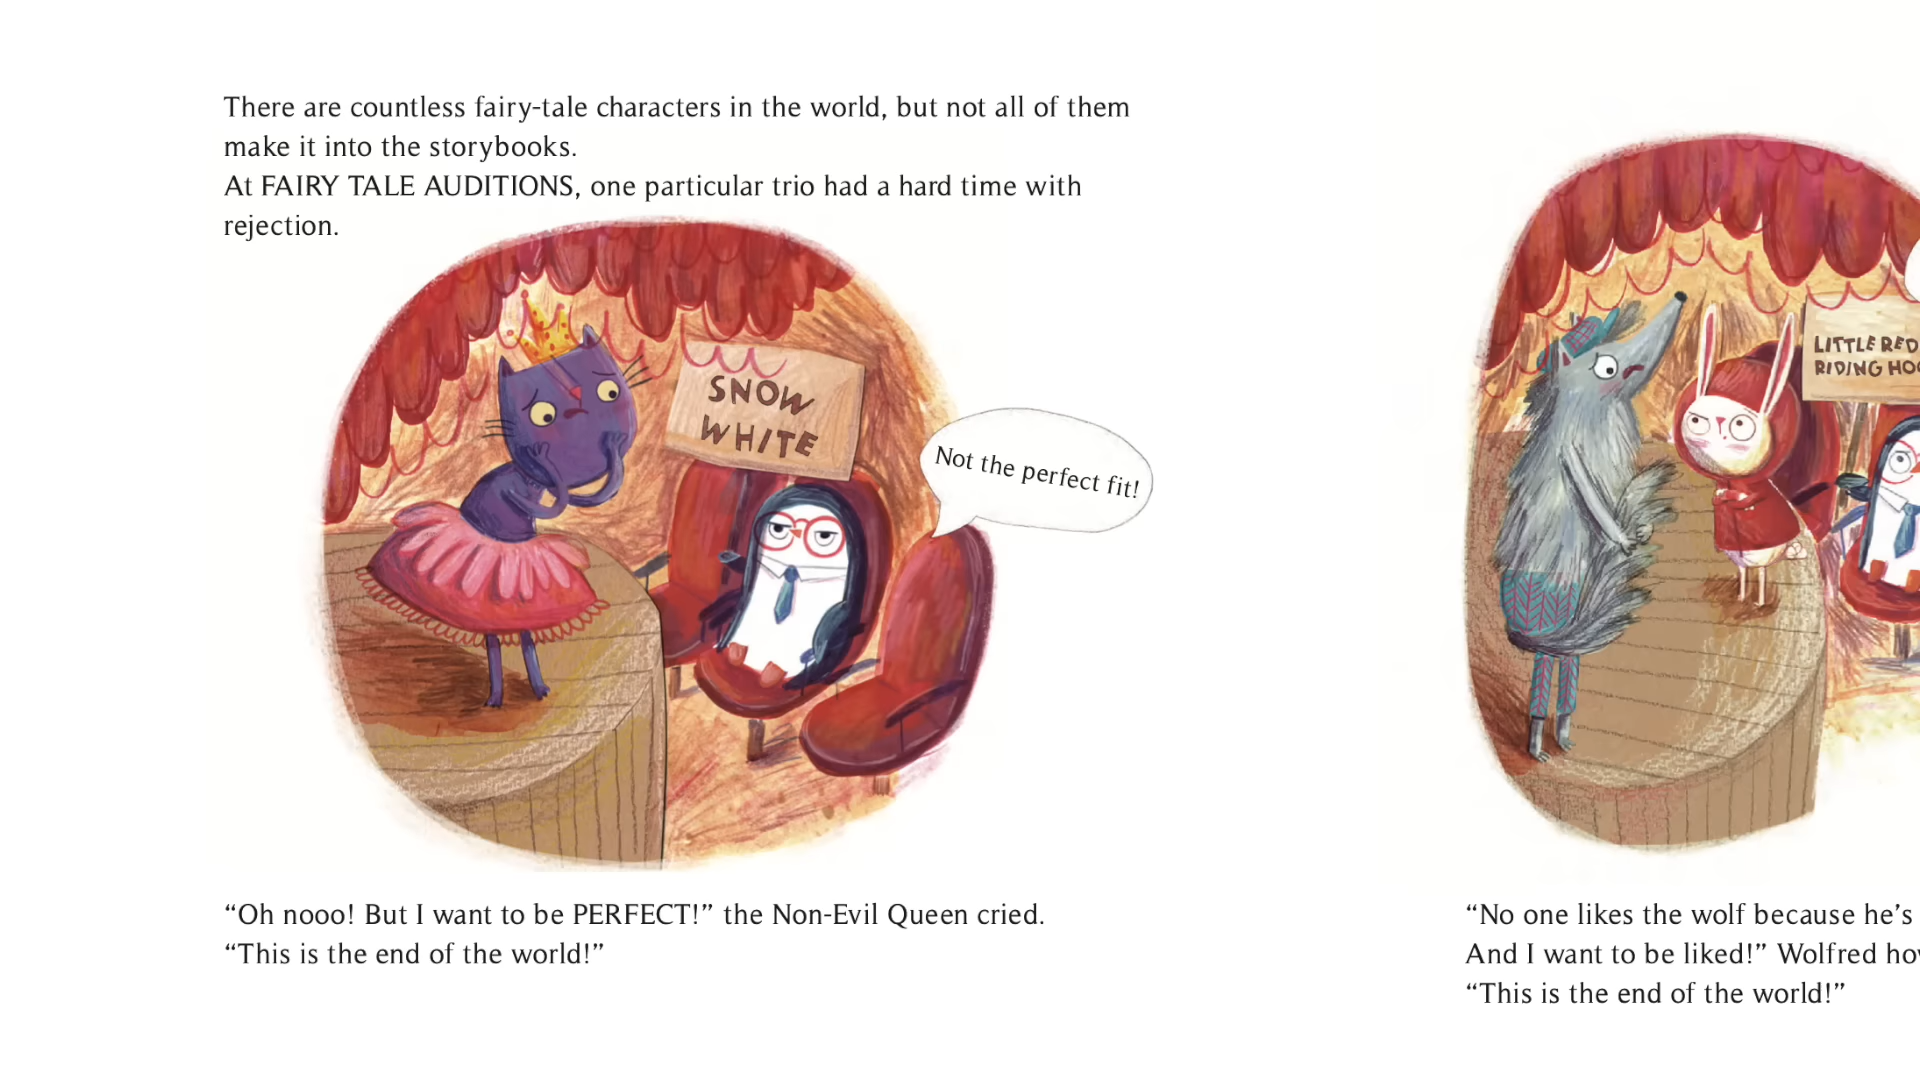 There are countless fairy-tale characters in the world, but not all of them
make it into the storybooks.
At FAIRY TALE AUDITIONS, one particular trio had a hard time with
rejection.
SNOW
WHITE
Not the perfect fit!
“Oh nooo! But I want to be PERFECT!” the Non-Evil Queen cried.
“This is the end of the world!”
LITTLE RED
RIDING
“No one likes the wolf because he’s
And I want to be liked!” Wolfred
“This is the end of the world!”